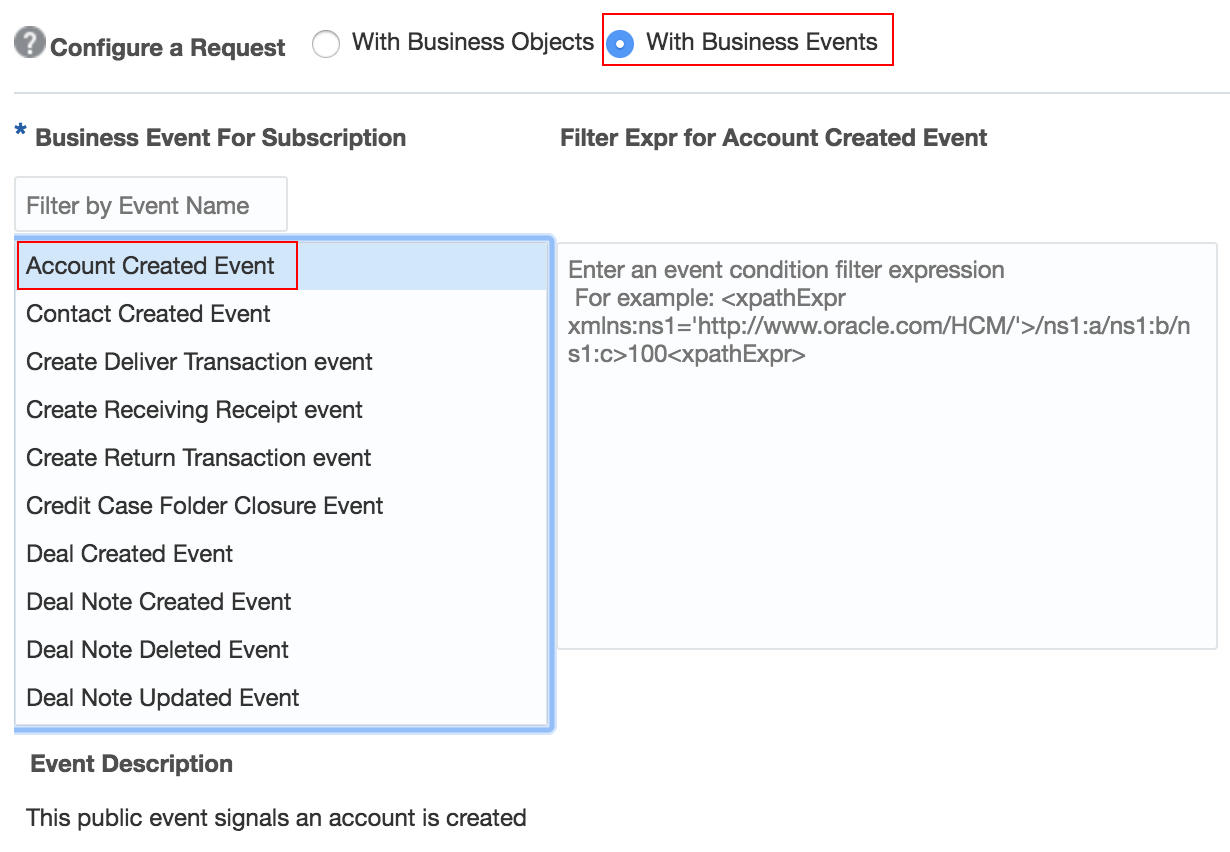 ? Configure a Request With Business Objects With Business Events
* Business Event For Subscription
Filter Expr for Account Created Event
Filter by Event Name
Account Created Event
Contact Created Event
Create Deliver Transaction event
Create Receiving Receipt event
Create Return Transaction event
Credit Case Folder Closure Event
Deal Created Event
Deal Note Created Event
Deal Note Deleted Event
Deal Note Updated Event
Enter an event condition filter expression
For example: <xpathExpr
xmlns:ns1='http://www.oracle.com/HCM/'>/ns1:a/ns1:b/n
s1:c>100<xpathExpr>
Event Description
This public event signals an account is created